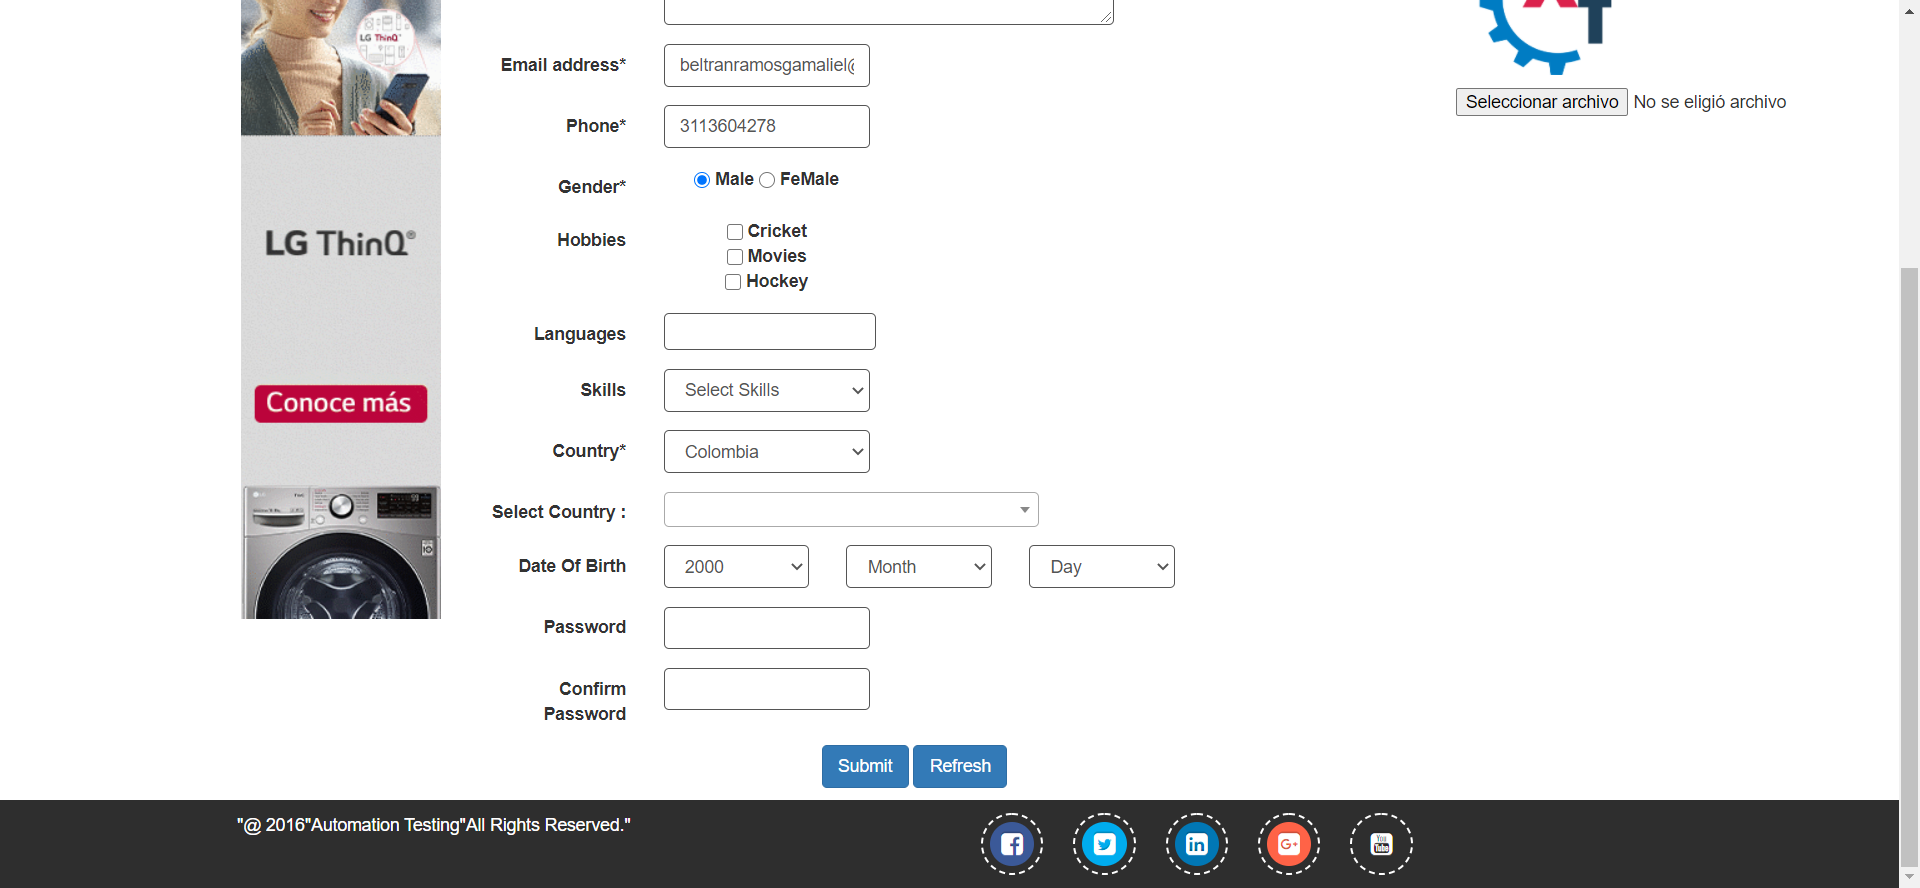 LG ThinQ
Email address*
beltranramosgamaliel@
Seleccionar archivo No se eligió archivo
Phone*
3113604278
Gender*
Male FeMale
LG ThinQ®
Hobbies
Cricket
Movies
Hockey
Languages
Conoce más
Skills
Select Skills
Country*
Colombia
Select Country :
Date Of Birth
2000 Month Day
Password
Confirm
Password
Submit Refresh
"@ 2016"Automation Testing"All Rights Reserved."
You
Tube